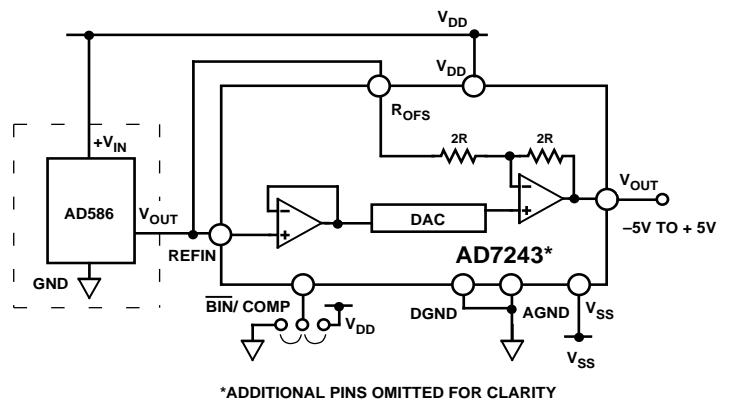 VDD
VDD
ROFS
2R
2R
+VIN
AD586
VOUT
GND
REFIN
–
+
DAC
–
+
VOUT
–5V TO + 5V
AD7243*
BIN/ COMP
VDD
DGND
AGND
VSS
VSS
*ADDITIONAL PINS OMITTED FOR CLARITY